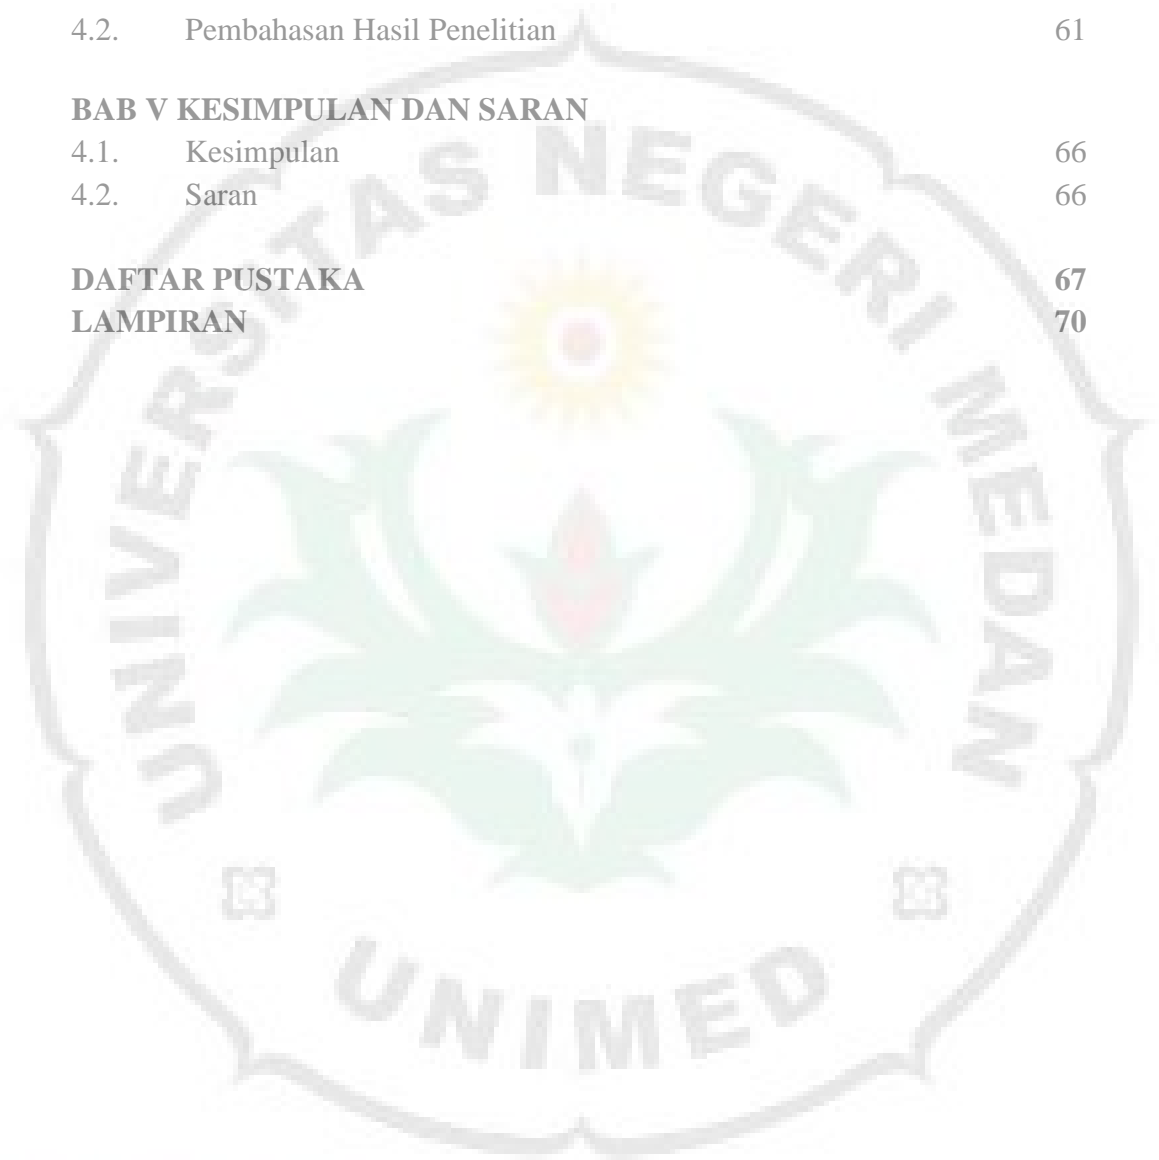 4.2. Pembahasan Hasil Penelitian 61
BAB V KESIMPULAN DAN SARAN
4.1. Kesimpulan 66
4.2. Saran 66
DAFTAR PUSTAKA 67
LAMPIRAN 70
UNIVERSITAS NEGERI MEDAN
UNIMED